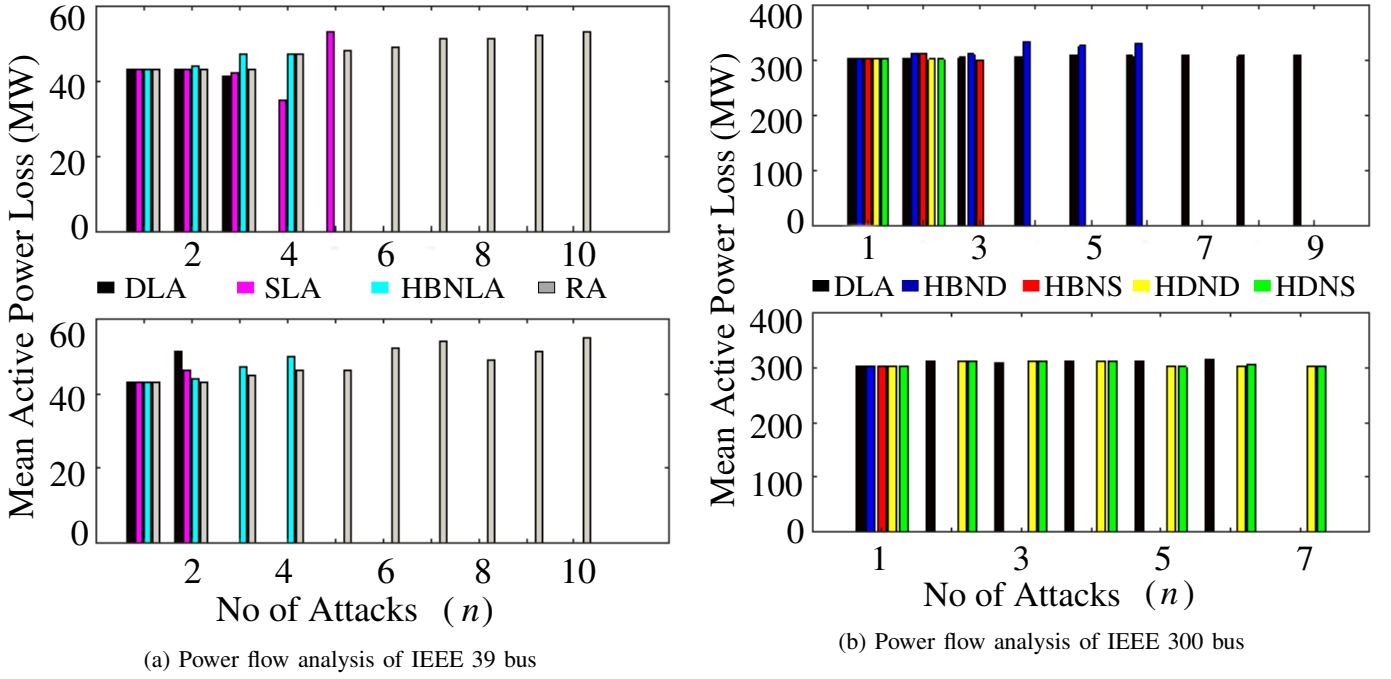 Mean Active Power Loss (MW)
60
40
20
0
2 4 6 8 10
DLA SLA HBNLA RA
60
40
20
0
2 4 6 8 10
No of Attacks (n)
(a) Power flow analysis of IEEE 39 bus
Mean Active Power Loss (MW)
400
300
200
100
0
1 3 5 7 9
DLA HBND HBNS HDND HDNS
400
300
200
100
0
1 3 5 7
No of Attacks (n)
(b) Power flow analysis of IEEE 300 bus